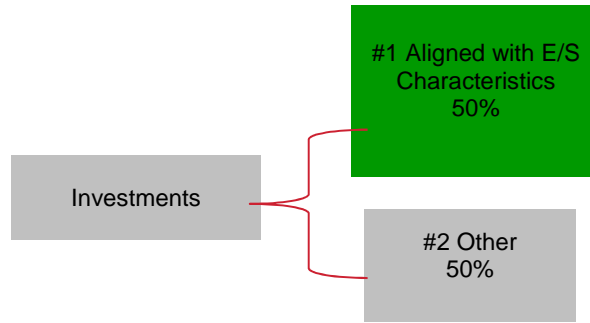 #1 Aligned with E/S
Characteristics
50%
Investments
#2 Other
50%